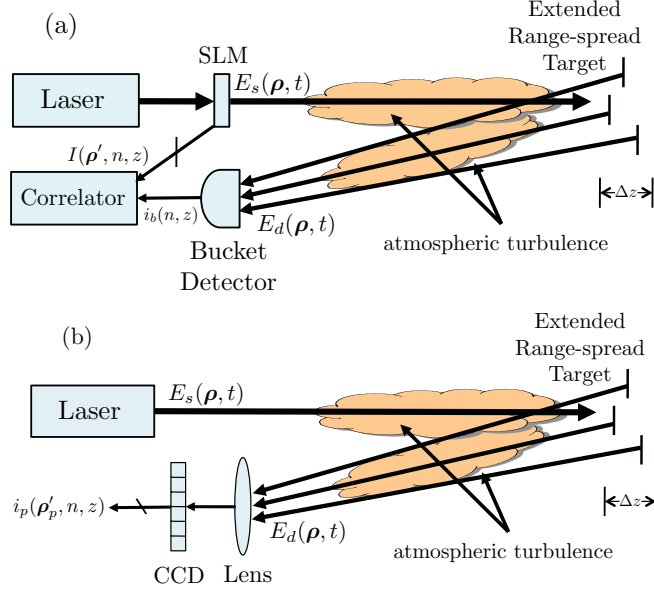 (a)
Extended
Range-spread
Target
SLM
Laser
E_s(ρ, t)
I(ρ′, n, z)
Correlator
i_b(n, z)
E_d(ρ, t)
Δz
Bucket
Detector
atmospheric turbulence
(b)
Extended
Range-spread
Target
Laser
E_s(ρ, t)
i_p(ρ′_p, n, z)
E_d(ρ, t)
Δz
CCD
Lens
atmospheric turbulence